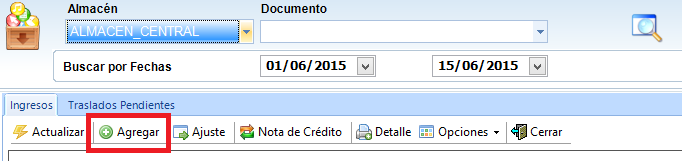 Almacén Documento
ALMACEN_CENTRAL
Buscar por Fechas 01/06/2015 15/06/2015
Ingresos Traslados Pendientes
Actualizar Agregar Ajuste Nota de Crédito Detalle Opciones Cerrar